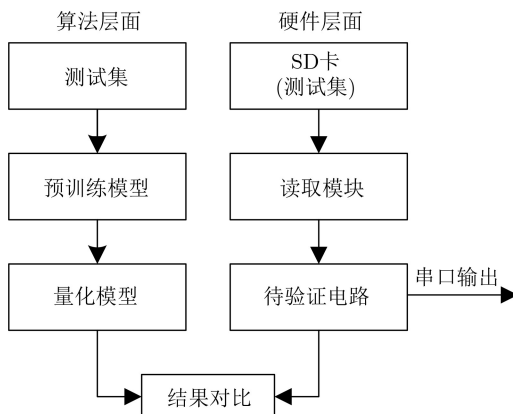 算法层面
硬件层面
测试集
SD卡
(测试集)
预训练模型
读取模块
量化模型
待验证电路
串口输出
结果对比